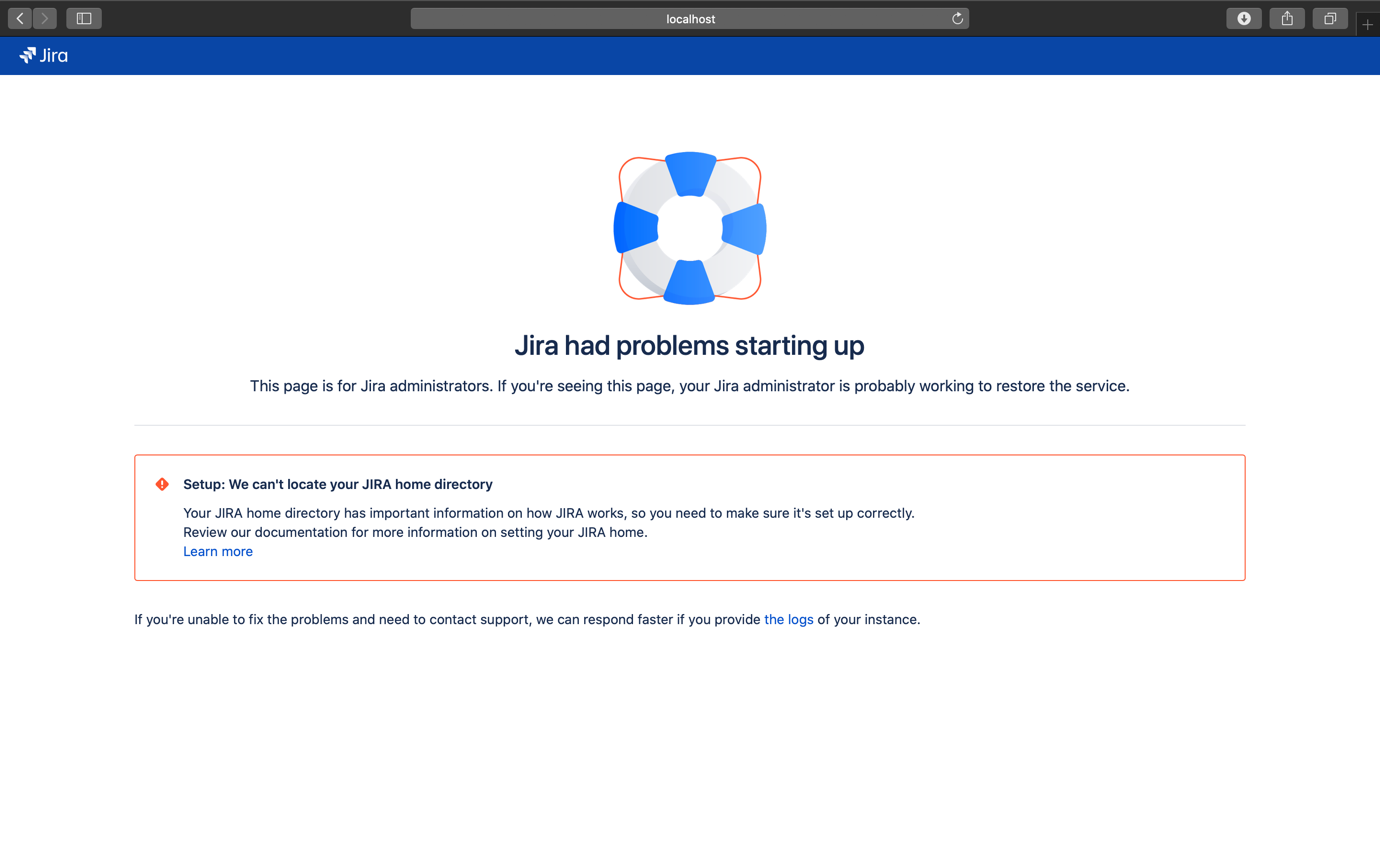 localhost
Jira
Jira had problems starting up
This page is for Jira administrators. If you're seeing this page, your Jira administrator is probably working to restore the service.
Setup: We can't locate your JIRA home directory
Your JIRA home directory has important information on how JIRA works, so you need to make sure it's set up correctly.
Review our documentation for more information on setting your JIRA home.
Learn more
If you're unable to fix the problems and need to contact support, we can respond faster if you provide the logs of your instance.